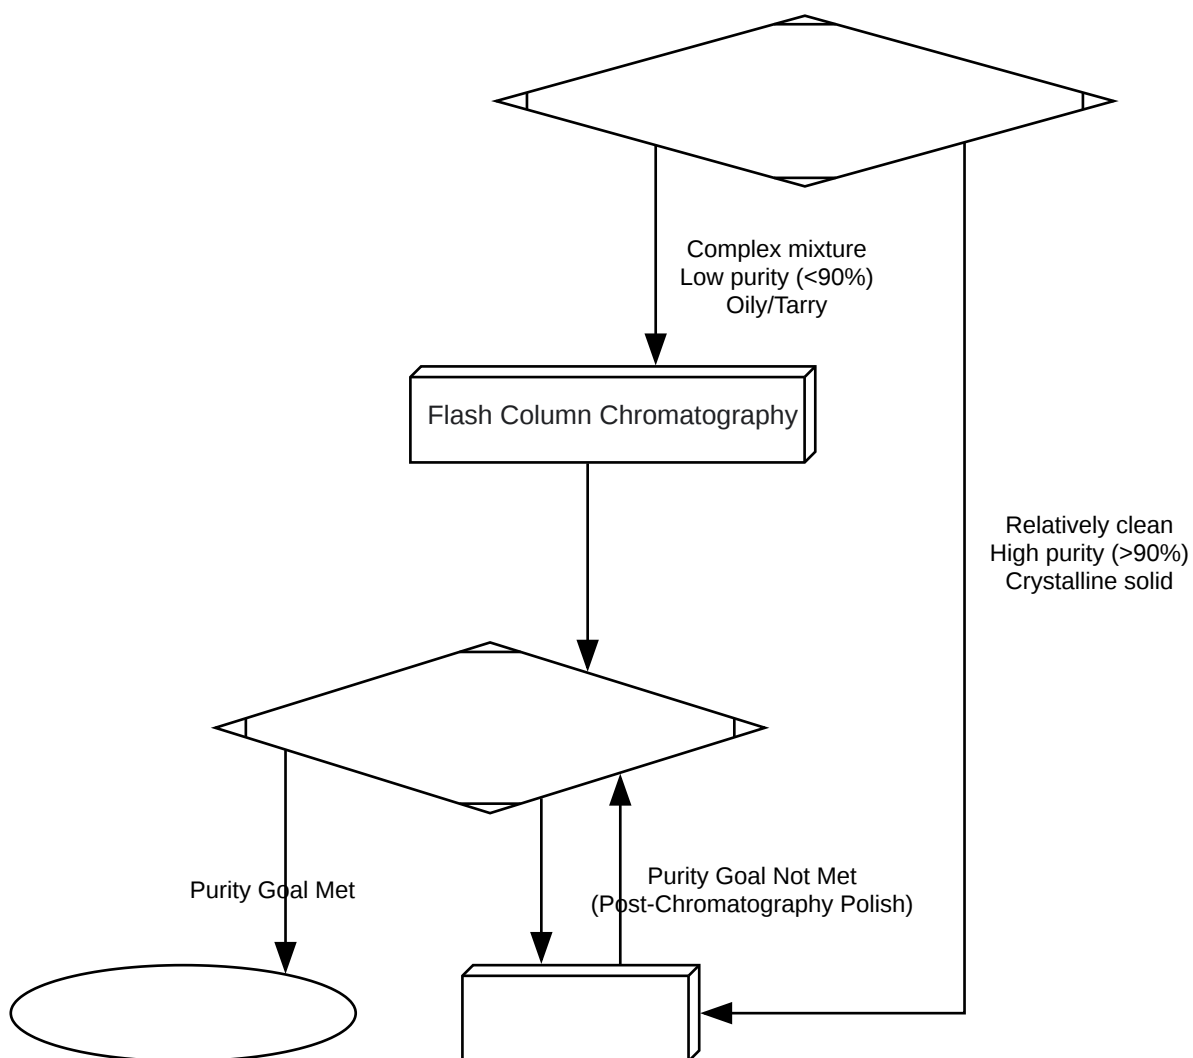 Complex mixture
Low purity (<90%)
Oily/Tarry
Flash Column Chromatography
Relatively clean
High purity (>90%)
Crystalline solid
Purity Goal Not Met
(Post-Chromatography Polish)
Purity Goal Met